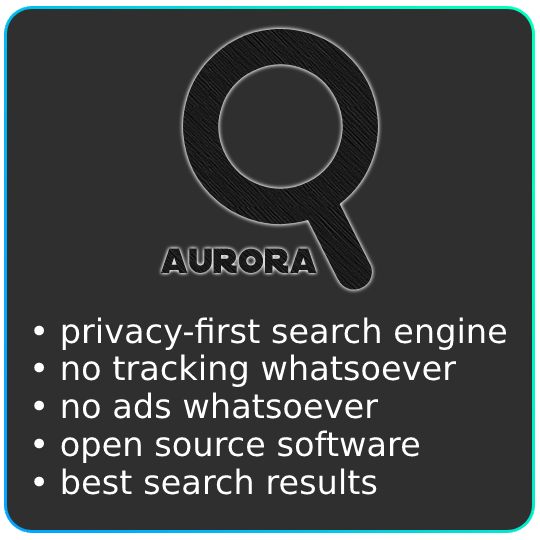 AURORA
• privacy-first search engine
• no tracking whatsoever
• no ads whatsoever
• open source software
• best search results